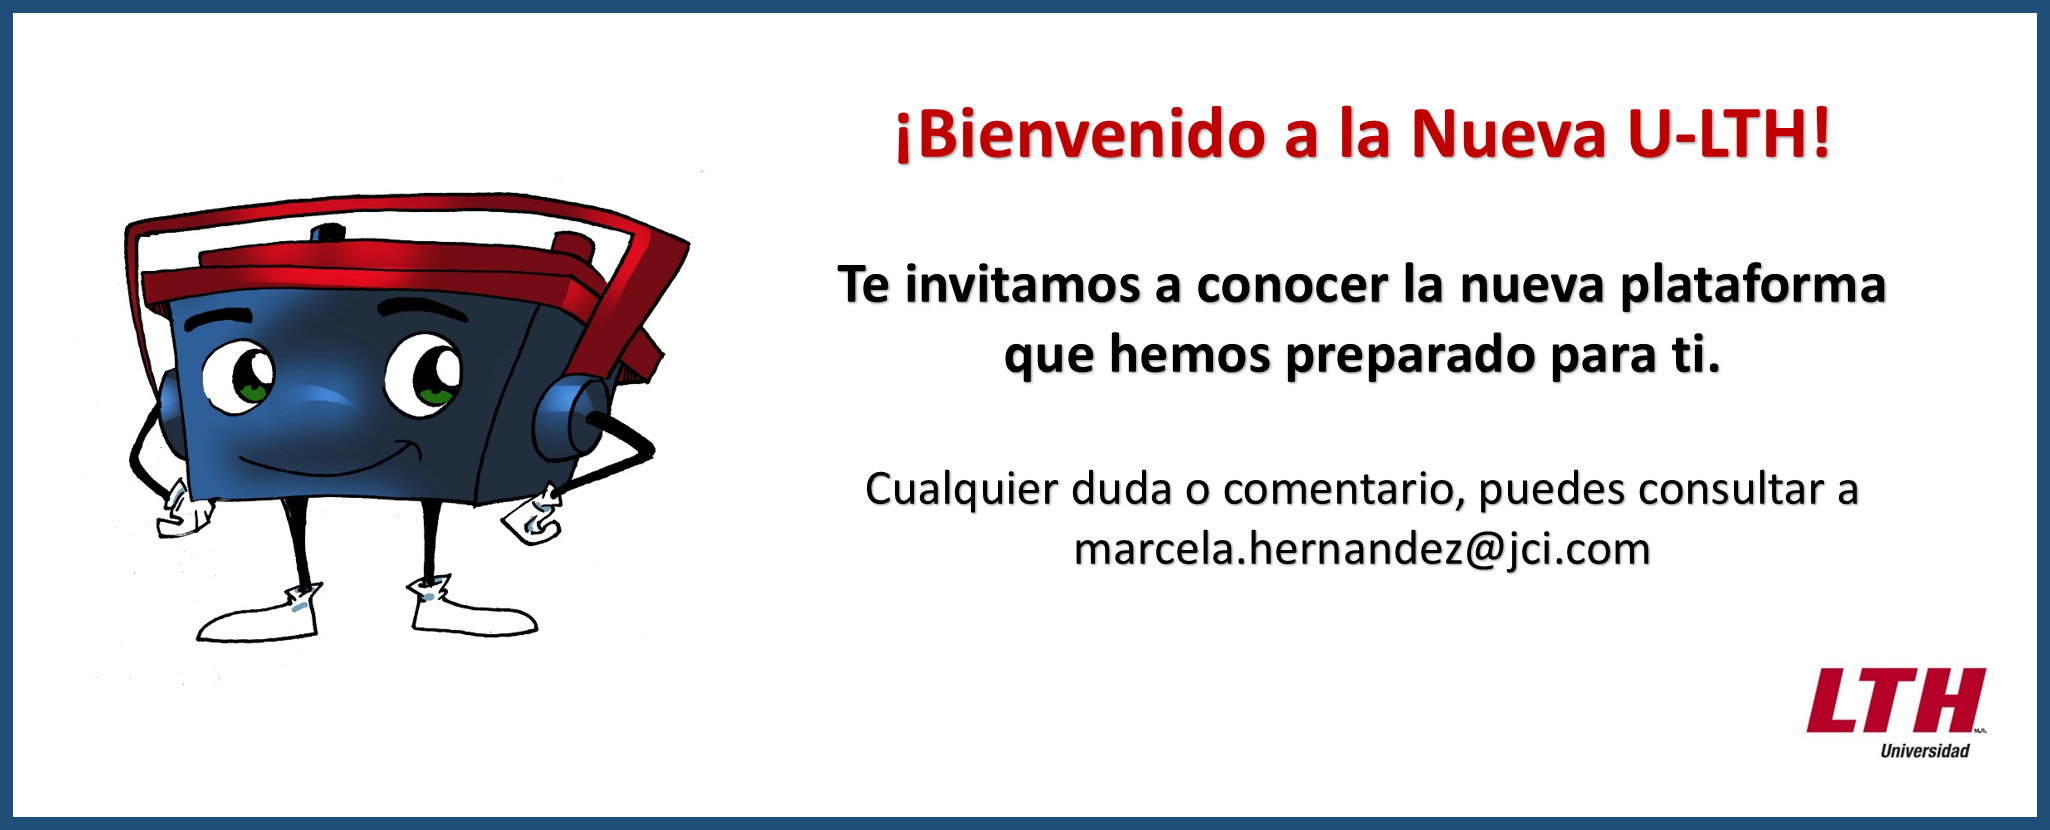 ¡Bienvenido a la Nueva U-LTH!
Te invitamos a conocer la nueva plataforma
que hemos preparado para ti.
Cualquier duda o comentario, puedes consultar a
marcela.hernandez@jci.com
LTH
M.R.
Universidad